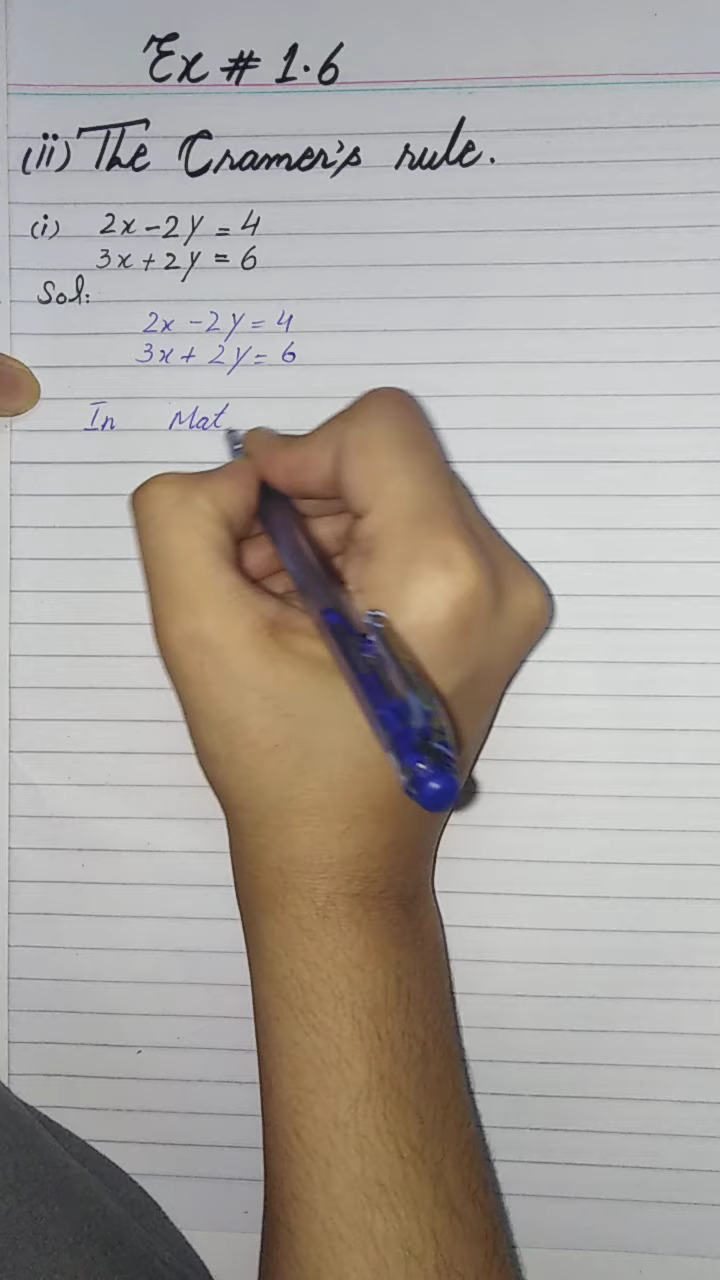 Ex # 1.6
(ii) The Cramer's rule.
(i) 2x - 2y = 4
3x + 2y = 6
Sol:
2x - 2y = 4
3x + 2y = 6
In Mat